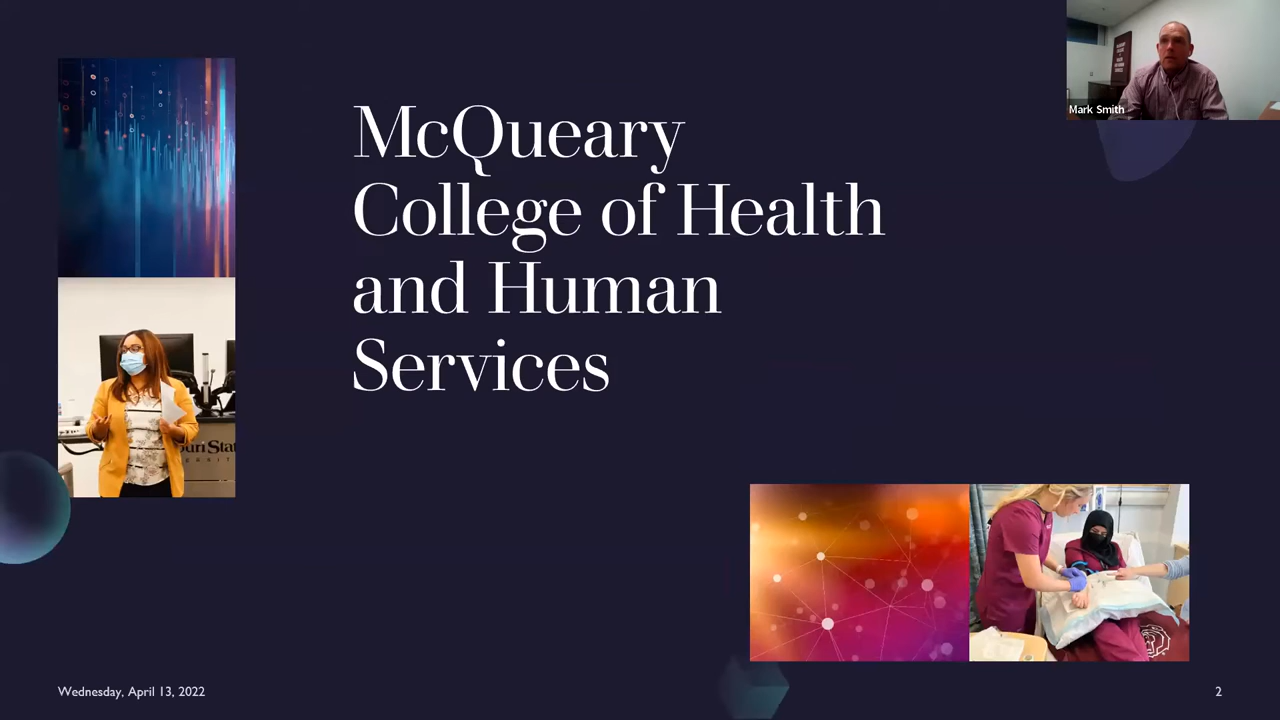 Mark Smith
McQueary
College of Health
and Human
Services
Wednesday, April 13, 2022
2